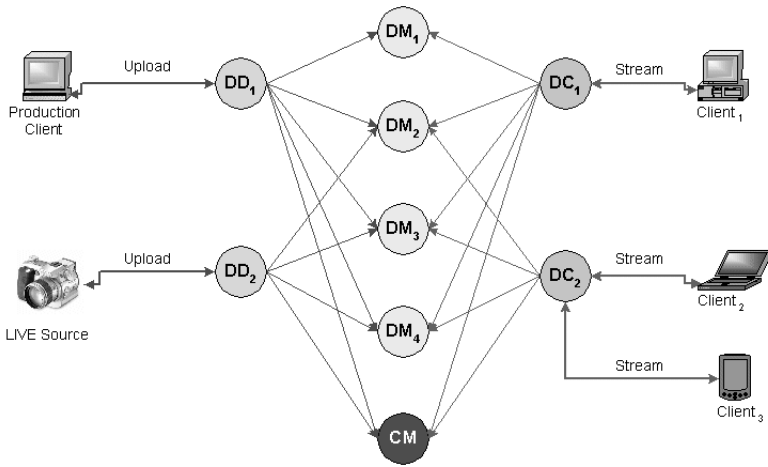 DM1
Upload
DD1
DC1
Stream
Production
Client
Client1
DM2
DM3
Upload
DD2
DC2
Stream
LIVE Source
Client2
DM4
Stream
Client3
CM